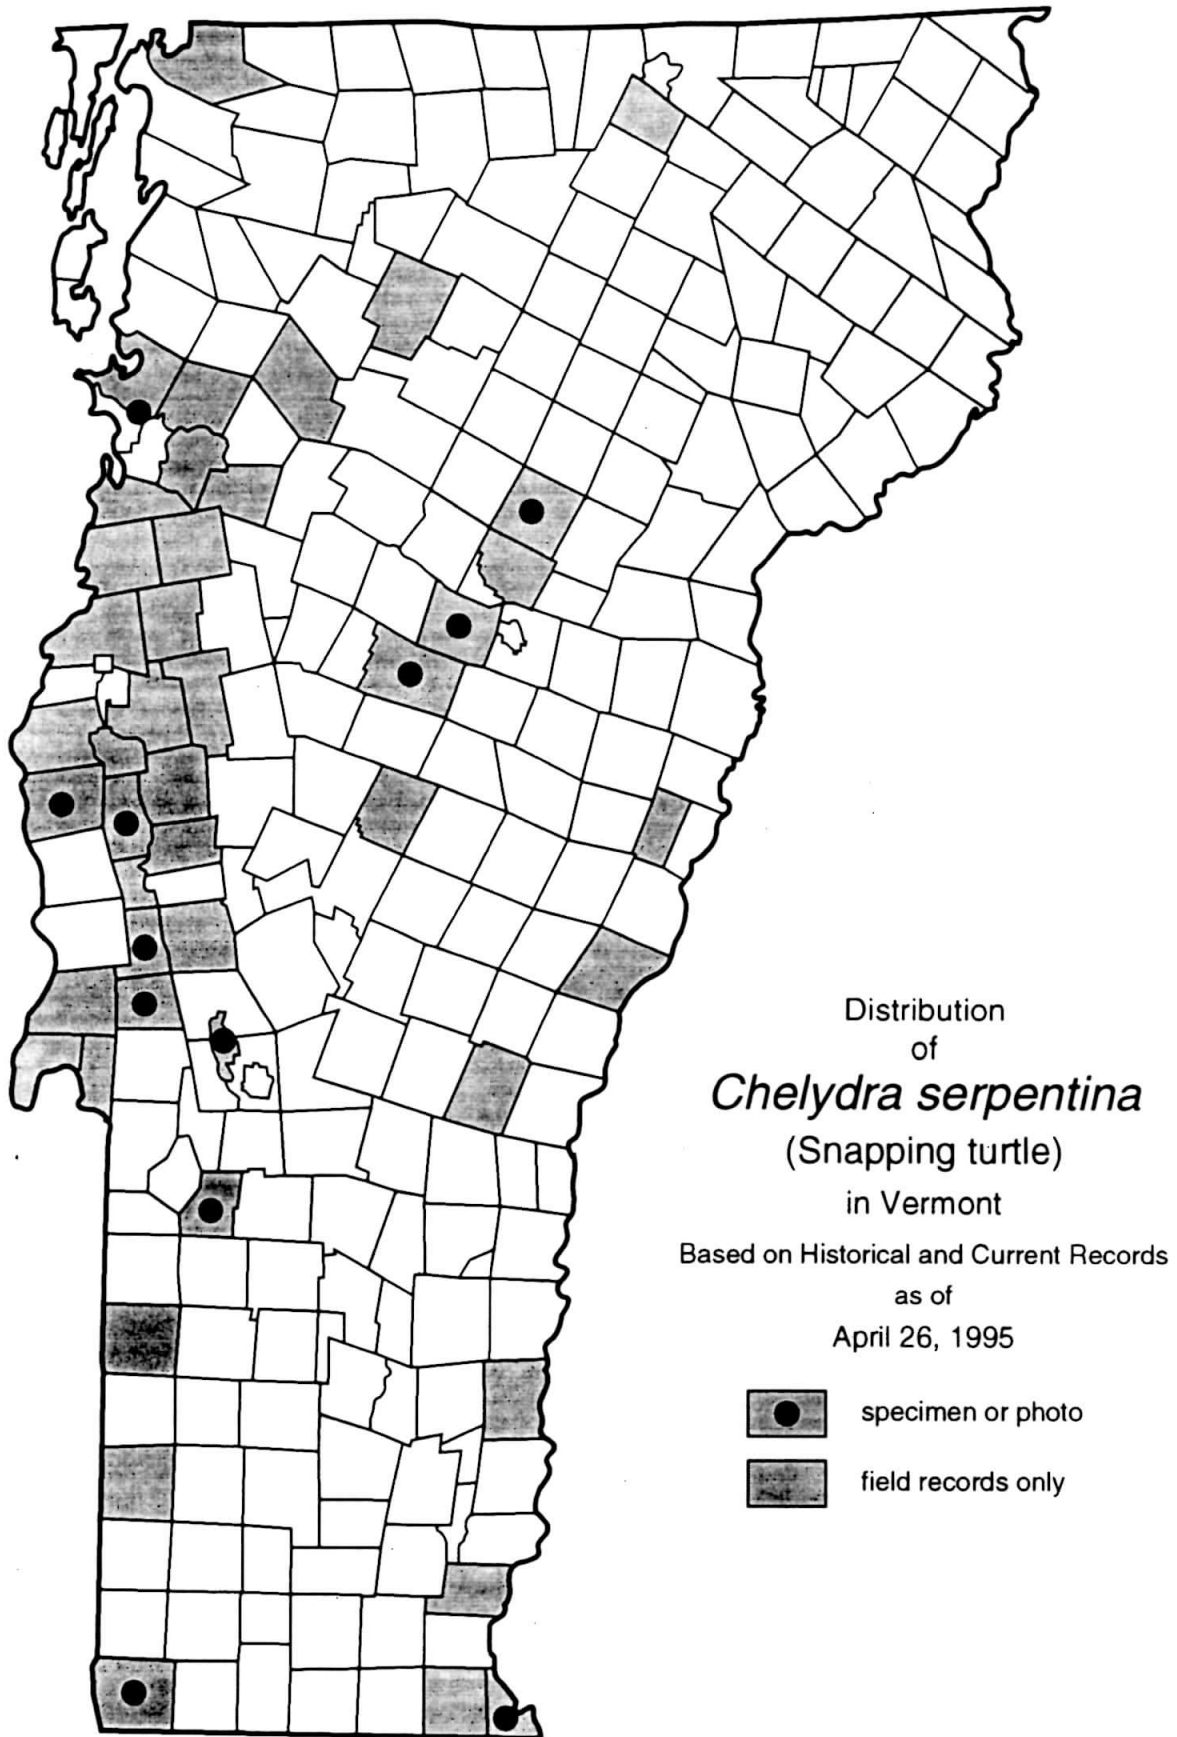 Distribution
of
Chelydra serpentina
(Snapping turtle)
in Vermont
Based on Historical and Current Records
as of
April 26, 1995
specimen or photo
field records only